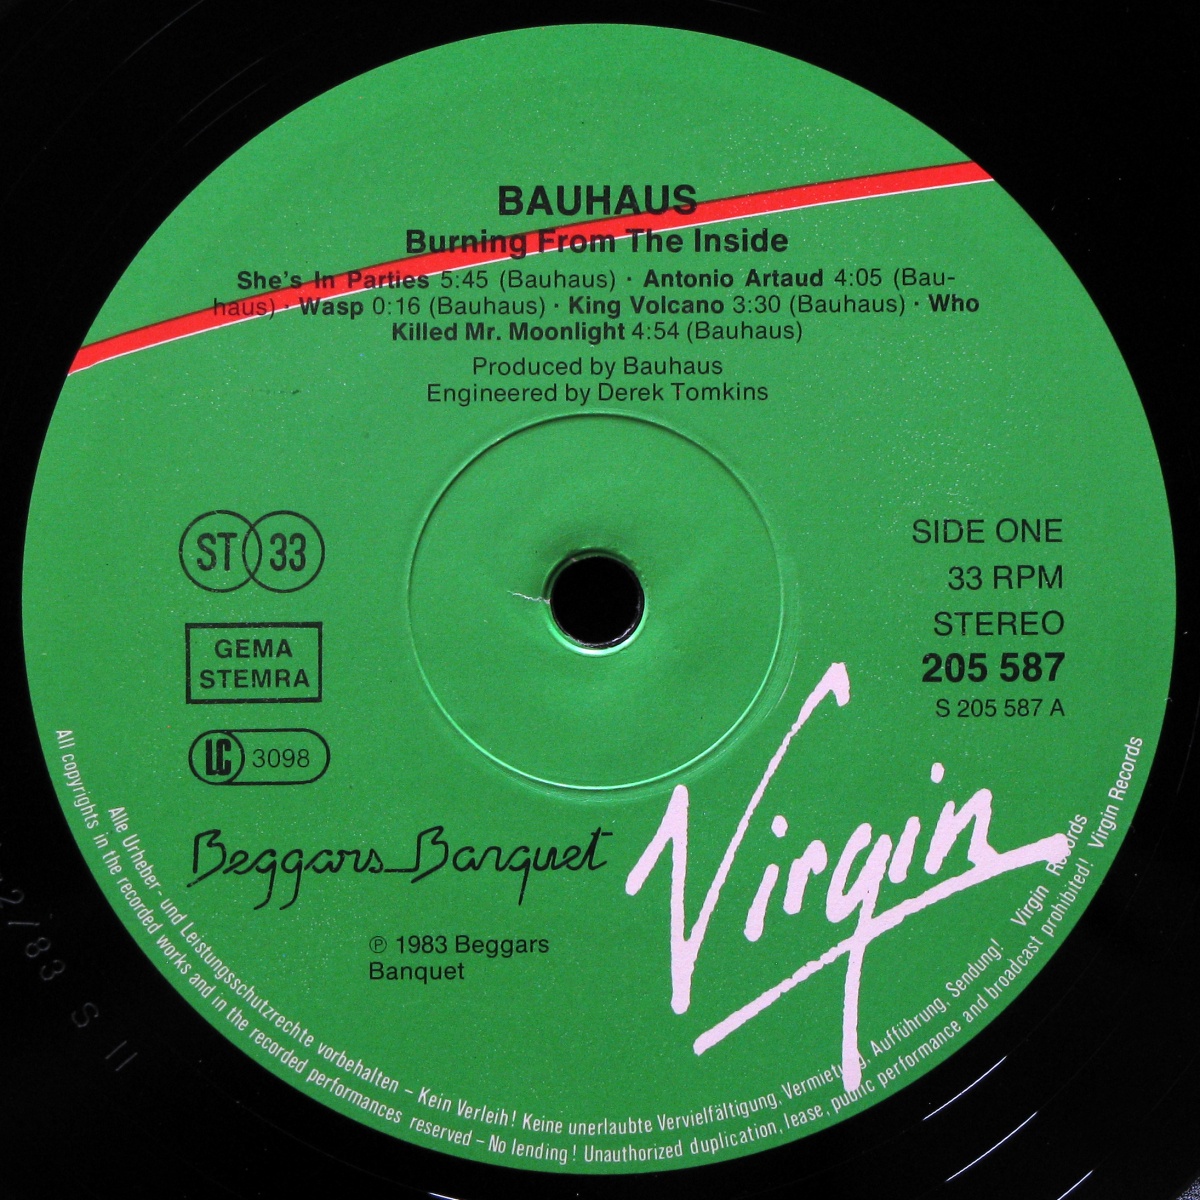 BAUHAUS
Burning From The Inside
She's In Parties 5:45 (Bauhaus) · Antonio Artaud 4:05 (Bau-
haus) · Wasp 0:16 (Bauhaus) · King Volcano 3:30 (Bauhaus) · Who
Killed Mr. Moonlight 4:54 (Bauhaus)
Produced by Bauhaus
Engineered by Derek Tomkins
ST 33
GEMA
STEMRA
LC 3098
SIDE ONE
33 RPM
STEREO
205 587
S 205 587 A
Beggars Banquet
Virgin
℗ 1983 Beggars
Banquet
Alle Urheber- und Leistungsschutzrechte vorbehalten – Kein Verleih! Keine unerlaubte Vervielfältigung, Vermietung, Aufführung, Sendung! Virgin Records
All copyrights in the recorded works and in the recorded performances reserved – No lending! Unauthorized duplication, lease, public performance and broadcast prohibited! Virgin Records
2/83 S